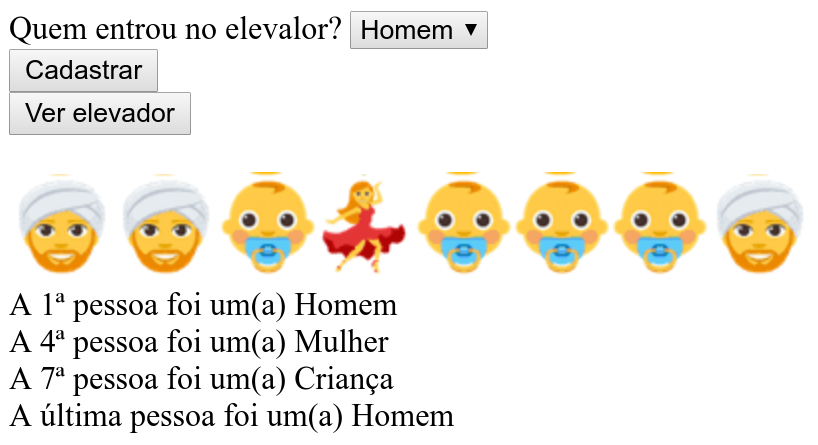 Quem entrou no elevalor? Homem
Cadastrar
Ver elevador
A 1ª pessoa foi um(a) Homem
A 4ª pessoa foi um(a) Mulher
A 7ª pessoa foi um(a) Criança
A última pessoa foi um(a) Homem